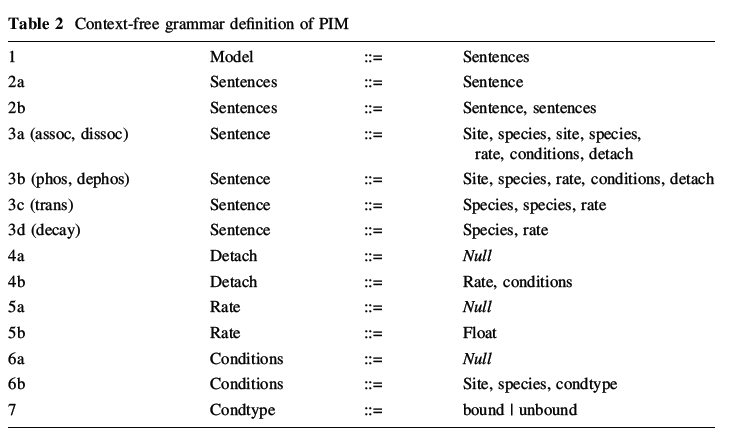 Table 2 Context-free grammar definition of PIM
1 Model ::= Sentences
2a Sentences ::= Sentence
2b Sentences ::= Sentence, sentences
3a (assoc, dissoc) Sentence ::= Site, species, site, species,
rate, conditions, detach
3b (phos, dephos) Sentence ::= Site, species, rate, conditions, detach
3c (trans) Sentence ::= Species, species, rate
3d (decay) Sentence ::= Species, rate
4a Detach ::= Null
4b Detach ::= Rate, conditions
5a Rate ::= Null
5b Rate ::= Float
6a Conditions ::= Null
6b Conditions ::= Site, species, condtype
7 Condtype ::= bound | unbound